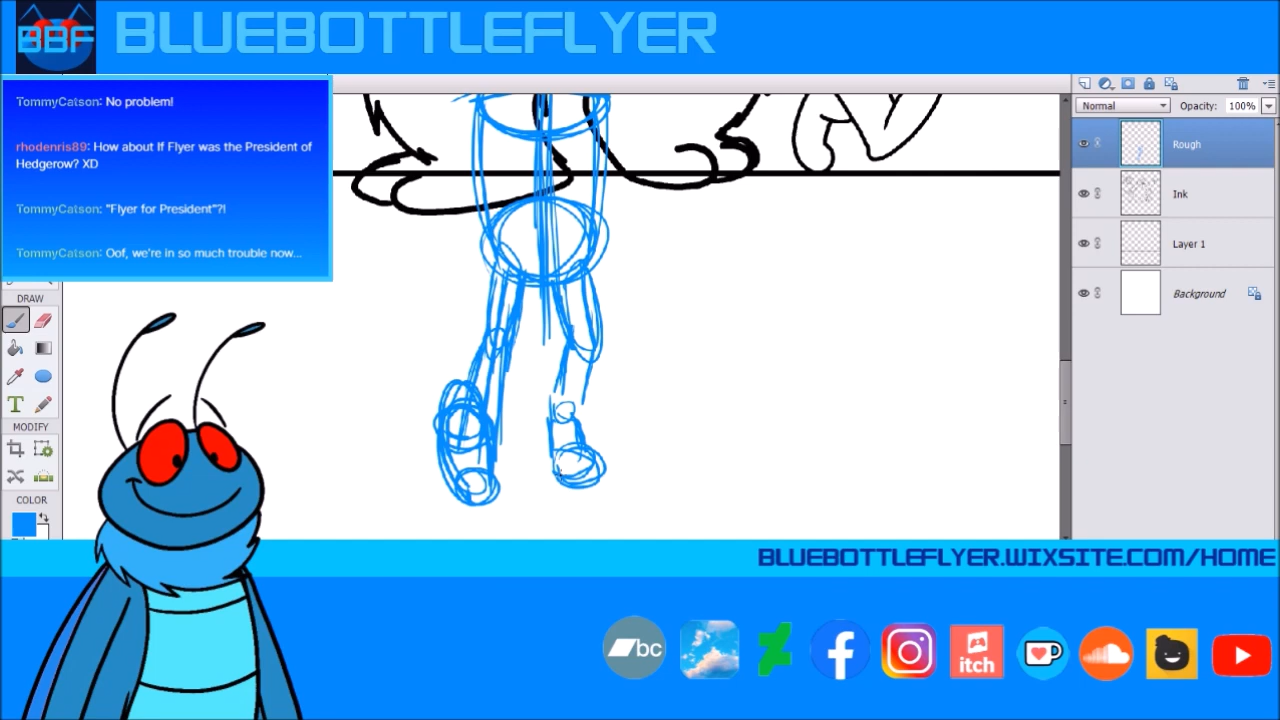 BBF
BLUEBOTTLEFLYER
TommyCatson: No problem!
rhodenris89: How about If Flyer was the President of
Hedgerow? XD
TommyCatson: "Flyer for President"?!
TommyCatson: Oof, we're in so much trouble now...
Normal
Opacity: 100%
Rough
Ink
Layer 1
Background
DRAW
T
MODIFY
COLOR
BLUEBOTTLEFLYER.WIXSITE.COM/HOME
bc
itch